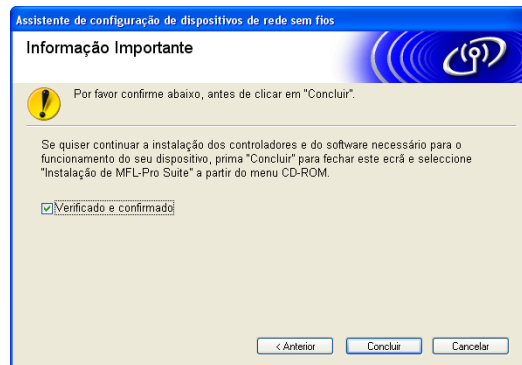 Assistente de configuração de dispositivos de rede sem fios
Informação Importante
Por favor confirme abaixo, antes de clicar em "Concluir".
Se quiser continuar a instalação dos controladores e do software necessário para o
funcionamento do seu dispositivo, prima "Concluir" para fechar este ecrã e seleccione
"Instalação de MFL-Pro Suite" a partir do menu CD-ROM.
Verificado e confirmado
< Anterior
Concluir
Cancelar